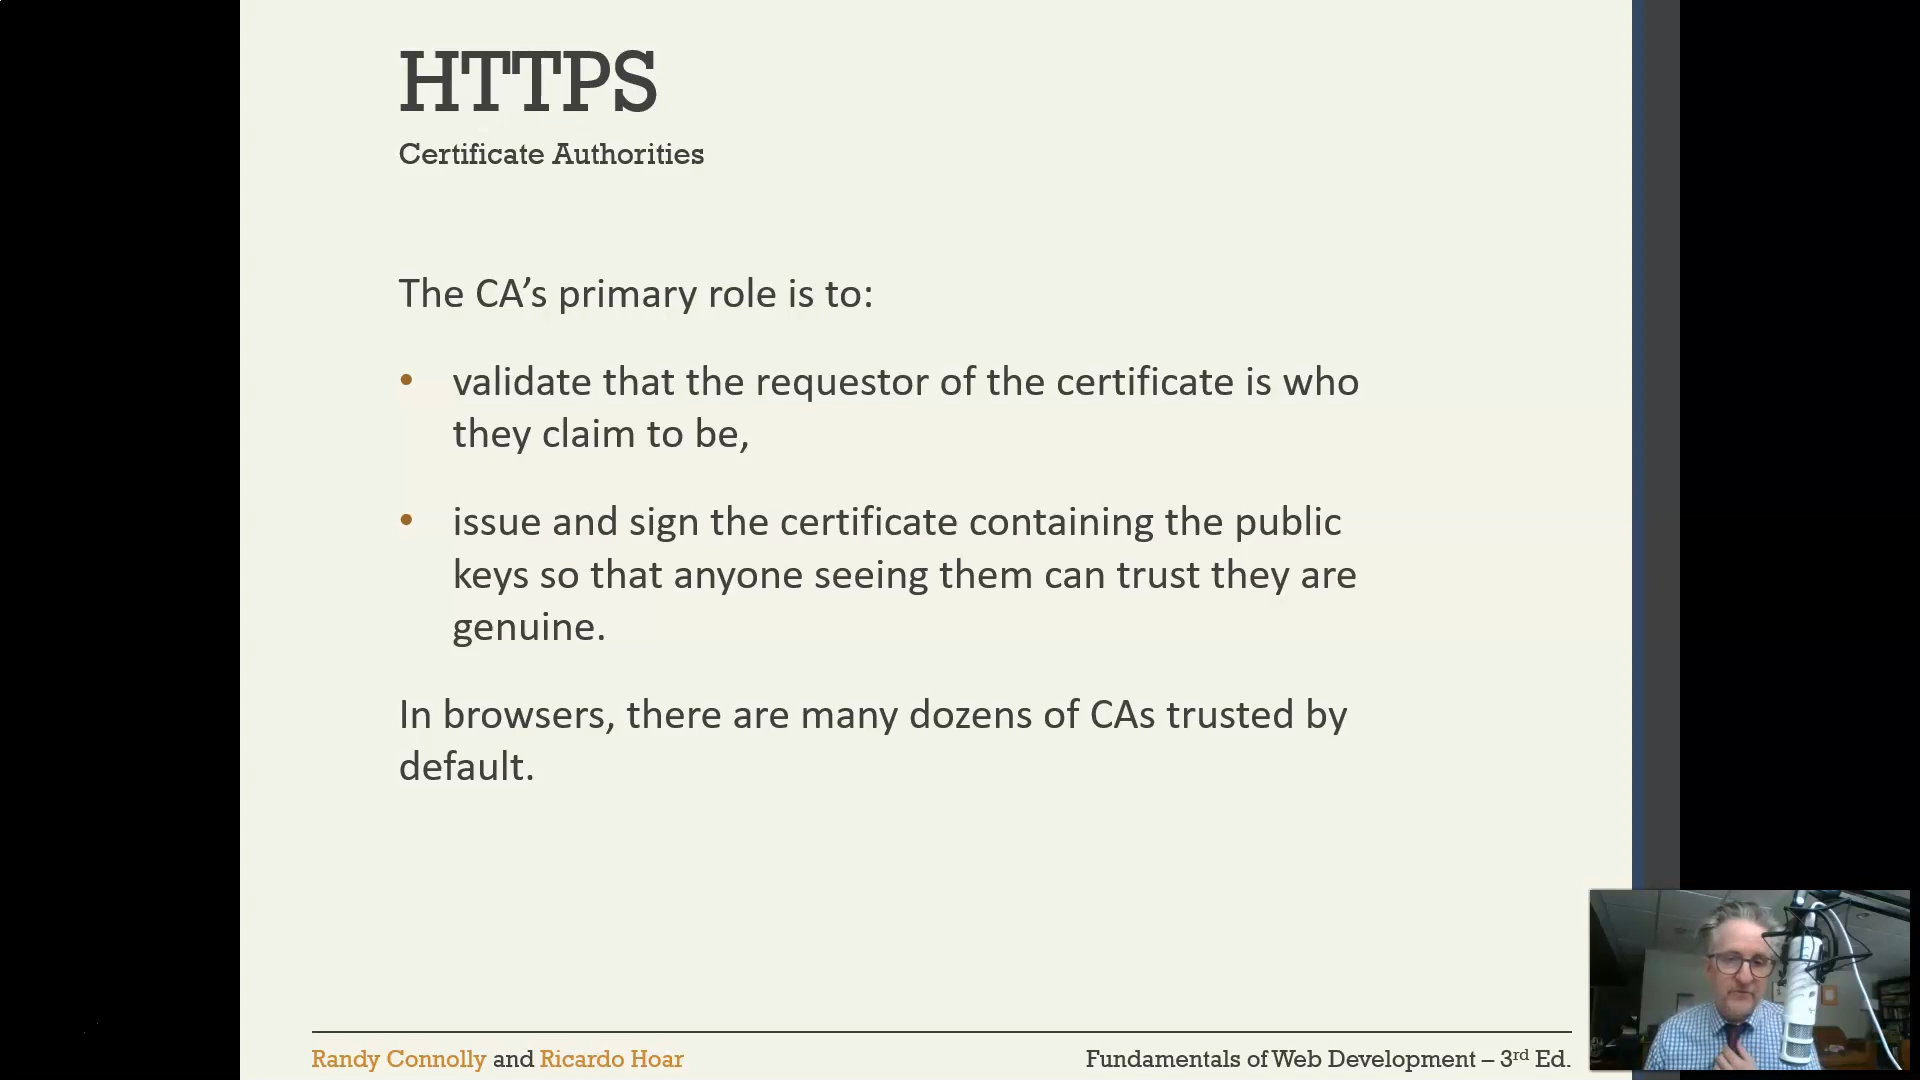 HTTPS
Certificate Authorities
The CA’s primary role is to:
• validate that the requestor of the certificate is who
they claim to be,
• issue and sign the certificate containing the public
keys so that anyone seeing them can trust they are
genuine.
In browsers, there are many dozens of CAs trusted by
default.
Randy Connolly and Ricardo Hoar
Fundamentals of Web Development – 3rd Ed.